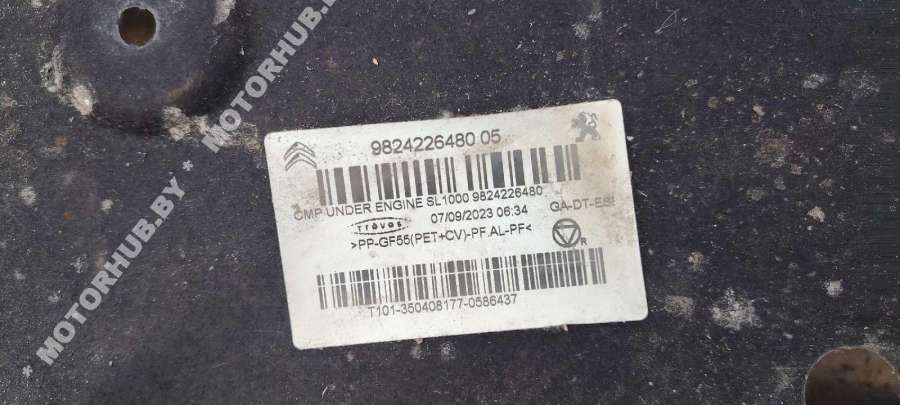 9824226480 05
CMP UNDER ENGINE SL1000 9824226480
Trèves 07/09/2023 06:34 GA-DT-ESI
>PP-GF55(PET+CV)-PF.AL-PF< R
T101-350408177-0586437
* MOTORHUB.BY * MOTORHUB.BY